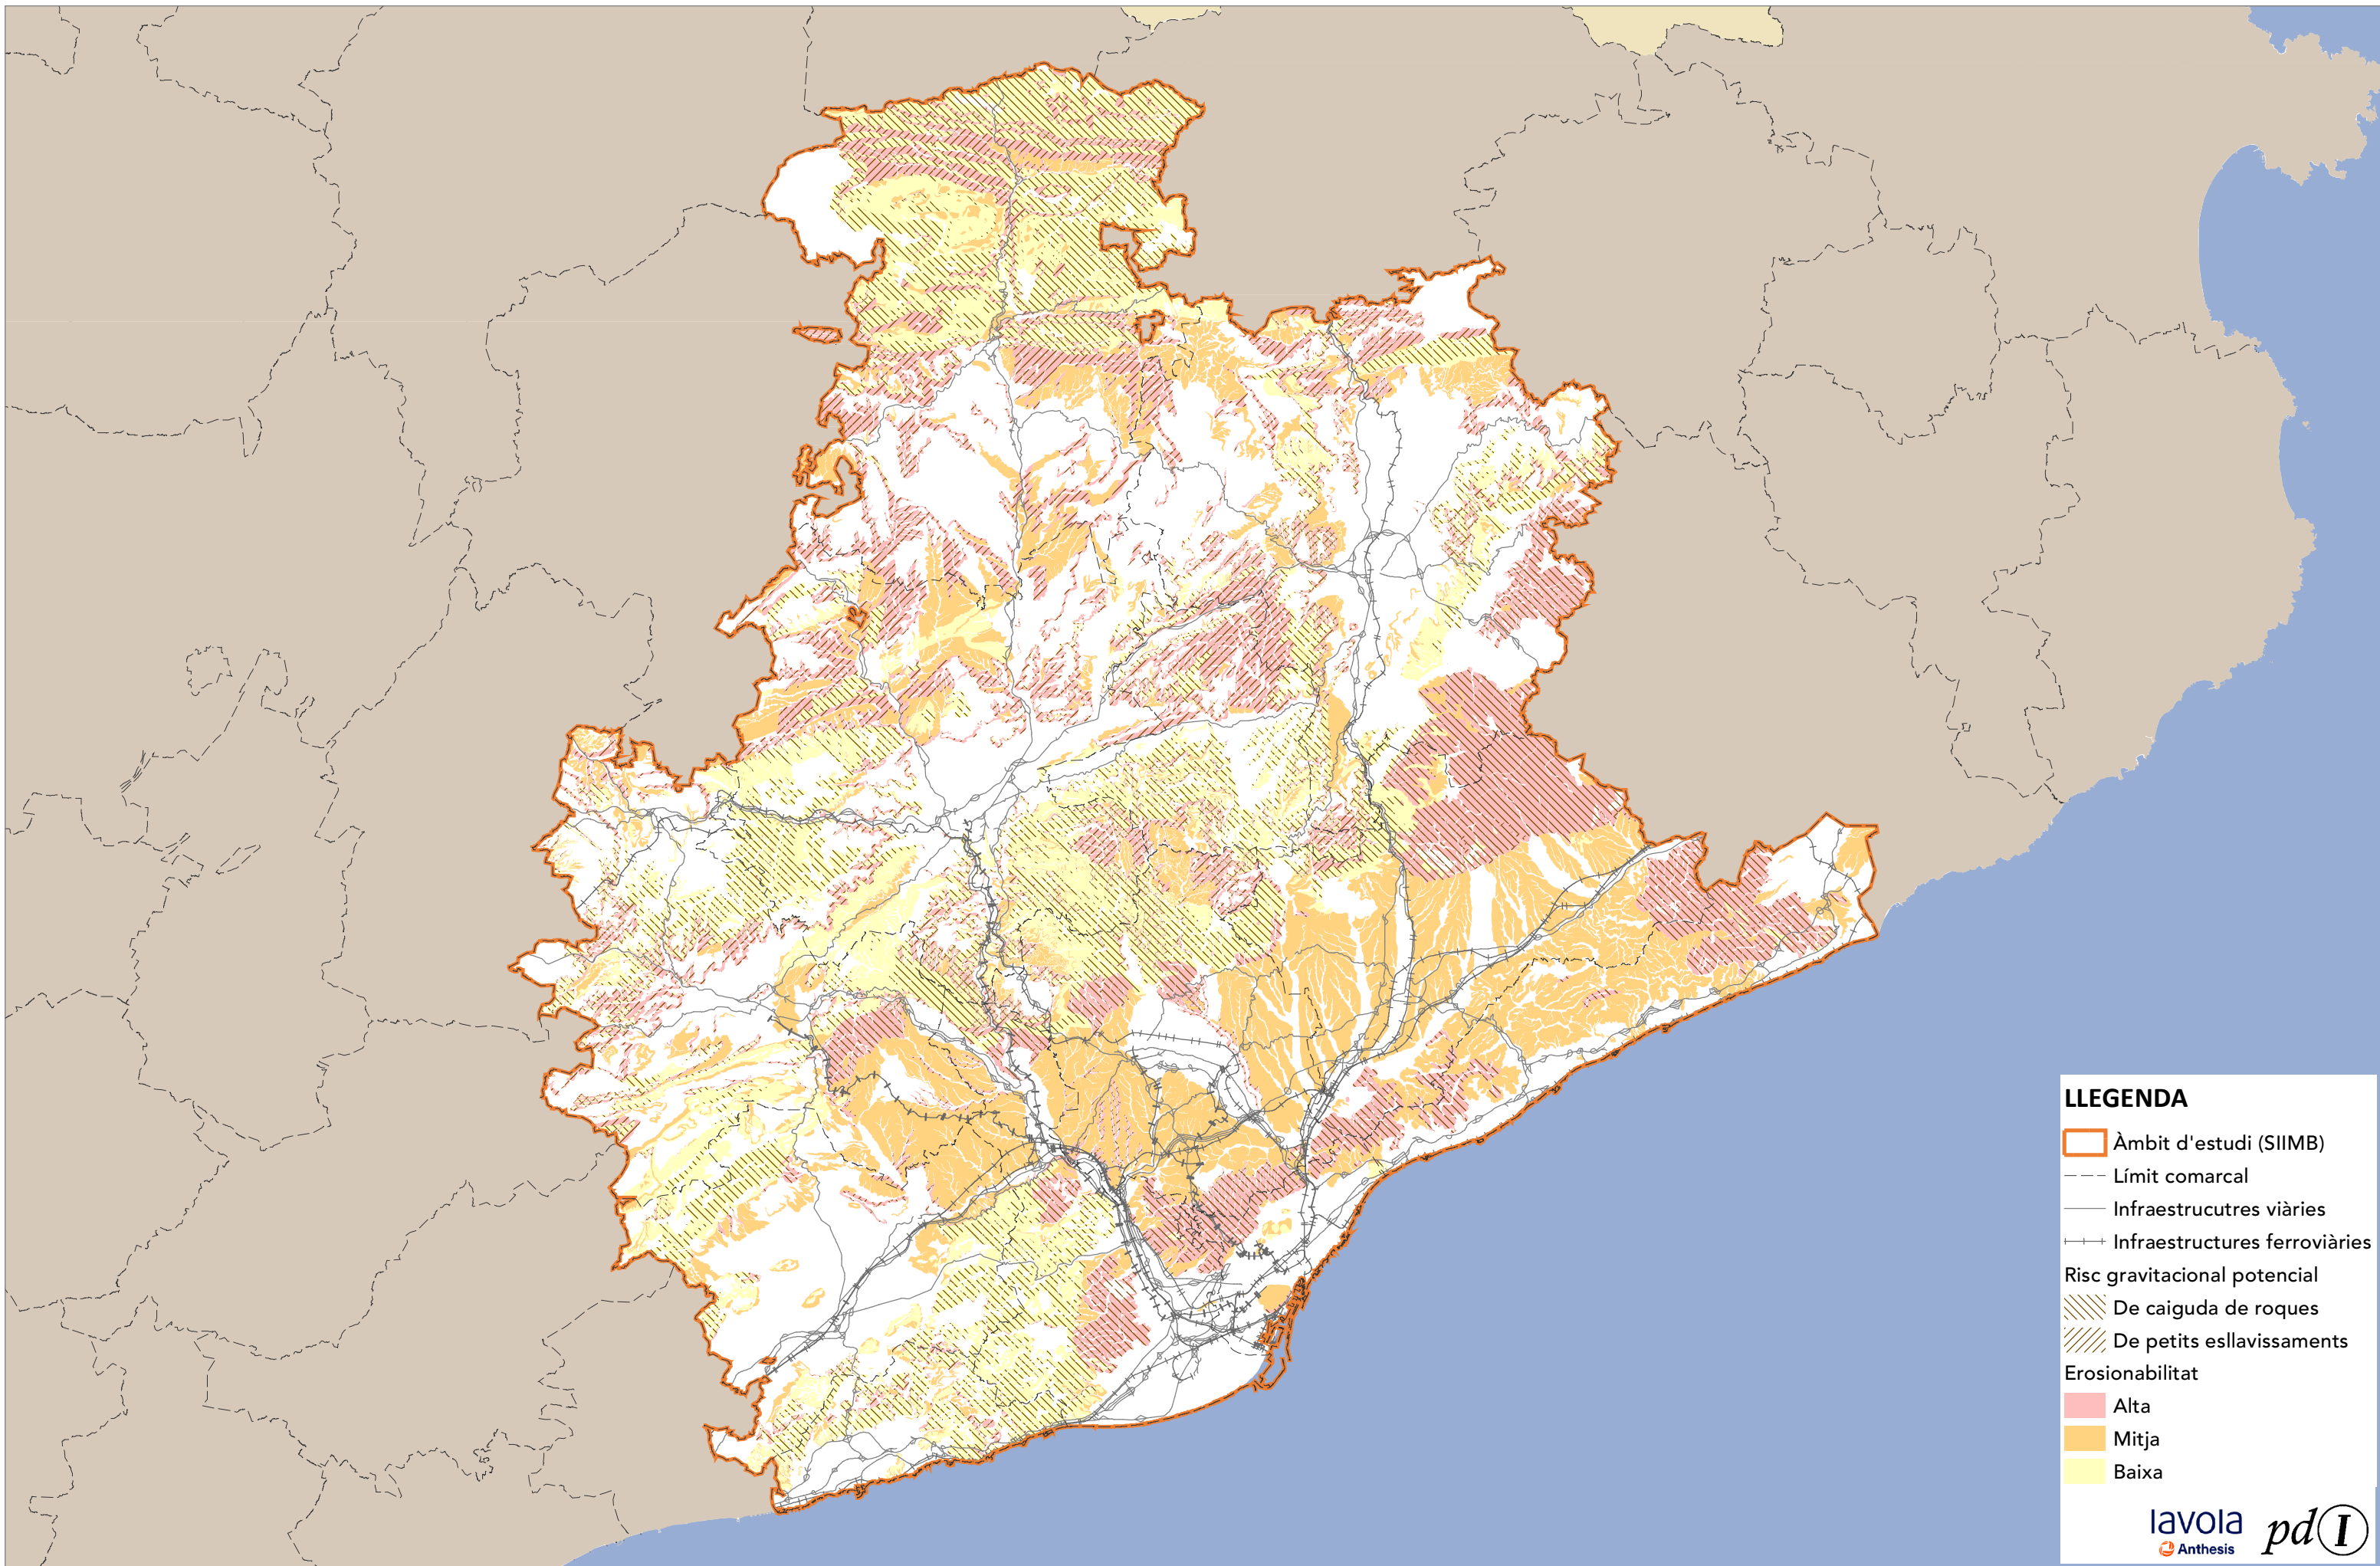 LLEGENDA
Àmbit d'estudi (SIIMB)
Límit comarcal
Infraestrucutres viàries
Infraestructures ferroviàries
Risc gravitacional potencial
De caiguda de roques
De petits esllavissaments
Erosionabilitat
Alta
Mitja
Baixa
lavola
Anthesis
pdI